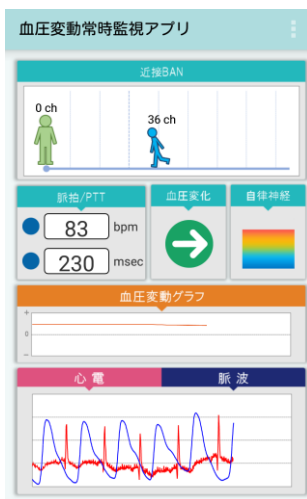 血圧変動常時監視アプリ
近接BAN
0 ch
36 ch
脈拍/PTT
血圧変化
自律神経
83 bpm
230 msec
血圧変動グラフ
+
0
−
心電
脈波